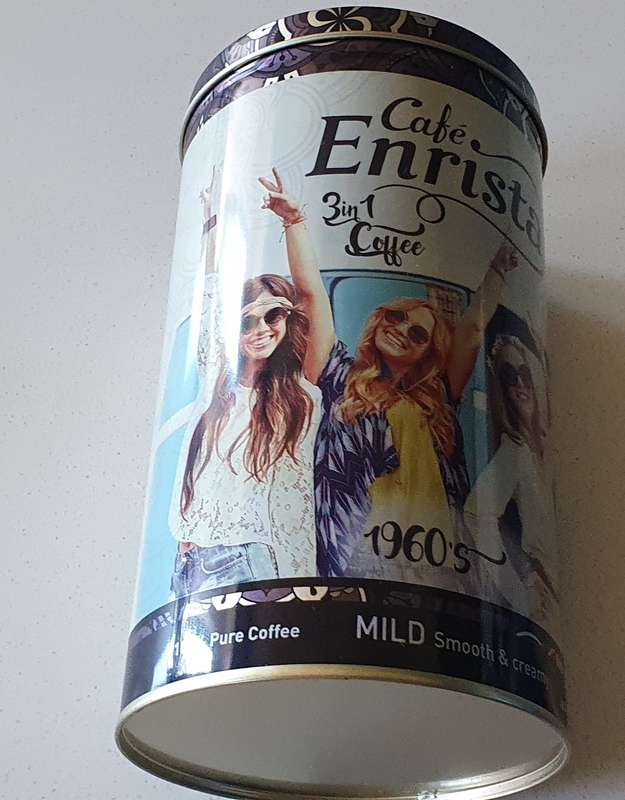 Café
Enrista
3in1
Coffee
1960's
Pure Coffee
MILD Smooth & creamy